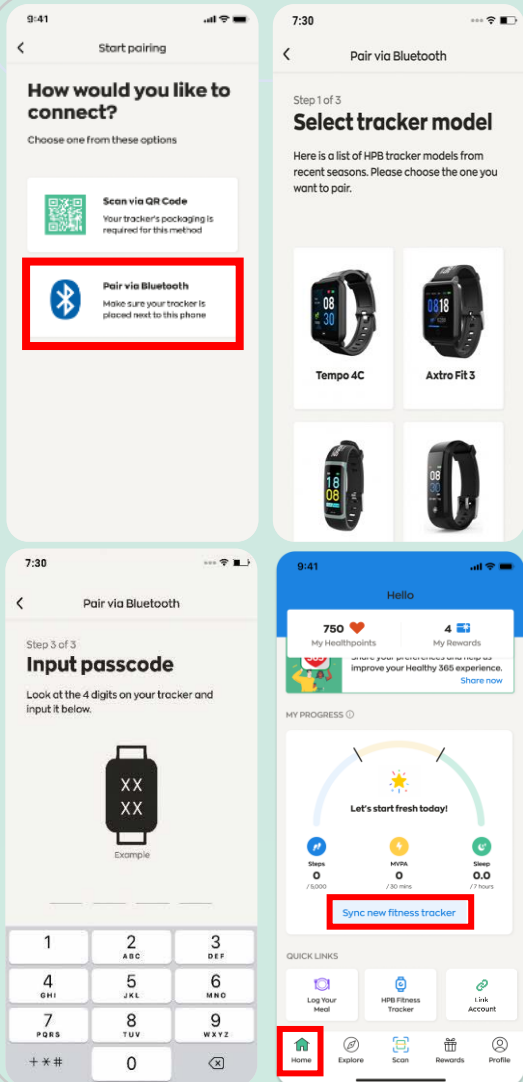 9:41
Start pairing
How would you like to
connect?
Choose one from these options
Scan via QR Code
Your tracker's packaging is
required for this method
Pair via Bluetooth
Make sure your tracker is
placed next to this phone
7:30
Pair via Bluetooth
Step 1 of 3
Select tracker model
Here is a list of HPB tracker models from
recent seasons. Please choose the one you
want to pair.
08
30
0818
Tempo 4C
Axtro Fit 3
18
08
08
30
7:30
Pair via Bluetooth
Step 3 of 3
Input passcode
Look at the 4 digits on your tracker and
input it below.
XX
XX
Example
1
2
ABC
3
DEF
4
GHI
5
JKL
6
MNO
7
PQRS
8
TUV
9
WXYZ
+*#
0
9:41
Hello
750
4
My Healthpoints
My Rewards
365
Share your preferences and help us
improve your Healthy 365 experience.
Share now
MY PROGRESS
Let's start fresh today!
Steps
0
/ 5,000
MVPA
0
/ 30 mins
Sleep
0.0
/ 7 hours
Sync new fitness tracker
QUICK LINKS
Log Your
Meal
HPB Fitness
Tracker
Link
Account
Home
Explore
Scan
Rewards
Profile